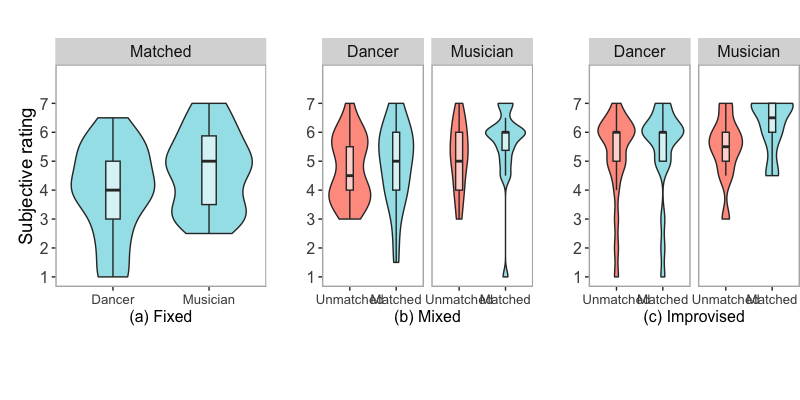 Matched
Dancer Musician
Dancer Musician
Subjective rating
7 7 7
6 6 6
5 5 5
4 4 4
3 3 3
2 2 2
1 1 1
Dancer Musician
Unmatched Matched Unmatched Matched
Unmatched Matched Unmatched Matched
(a) Fixed
(b) Mixed
(c) Improvised